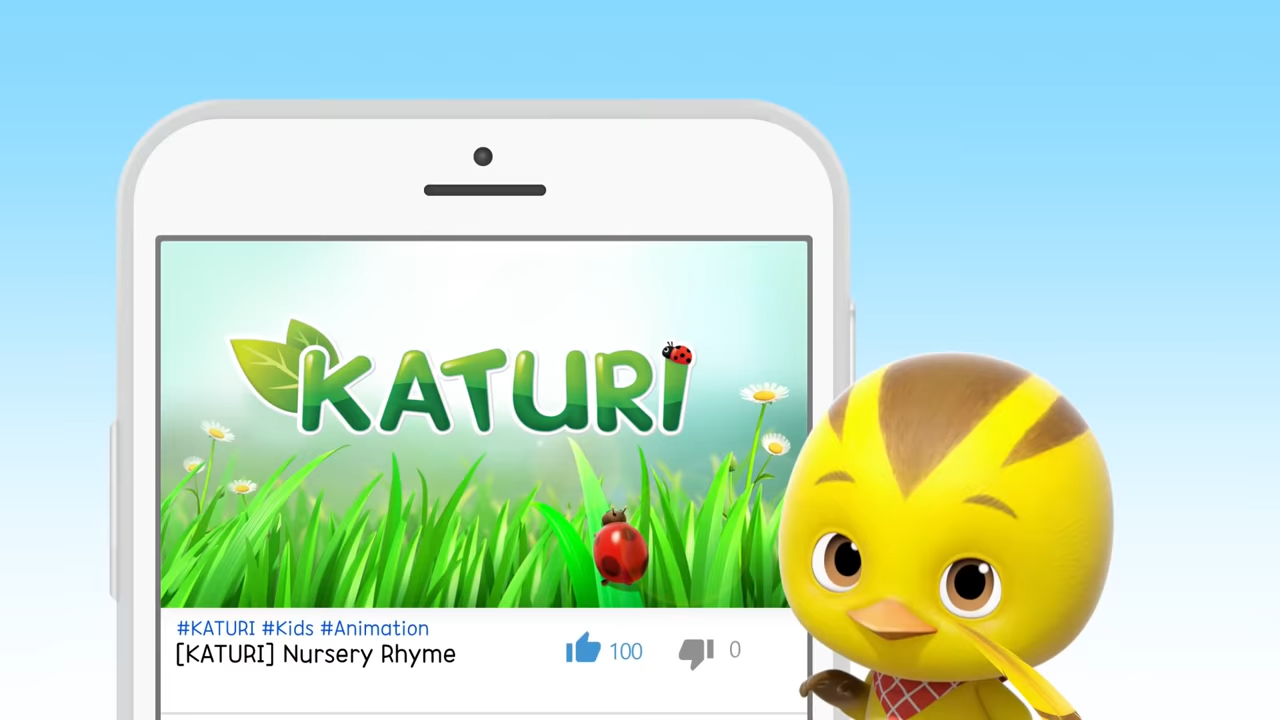 KATURI
#KATURI #Kids #Animation
[KATURI] Nursery Rhyme
100
0